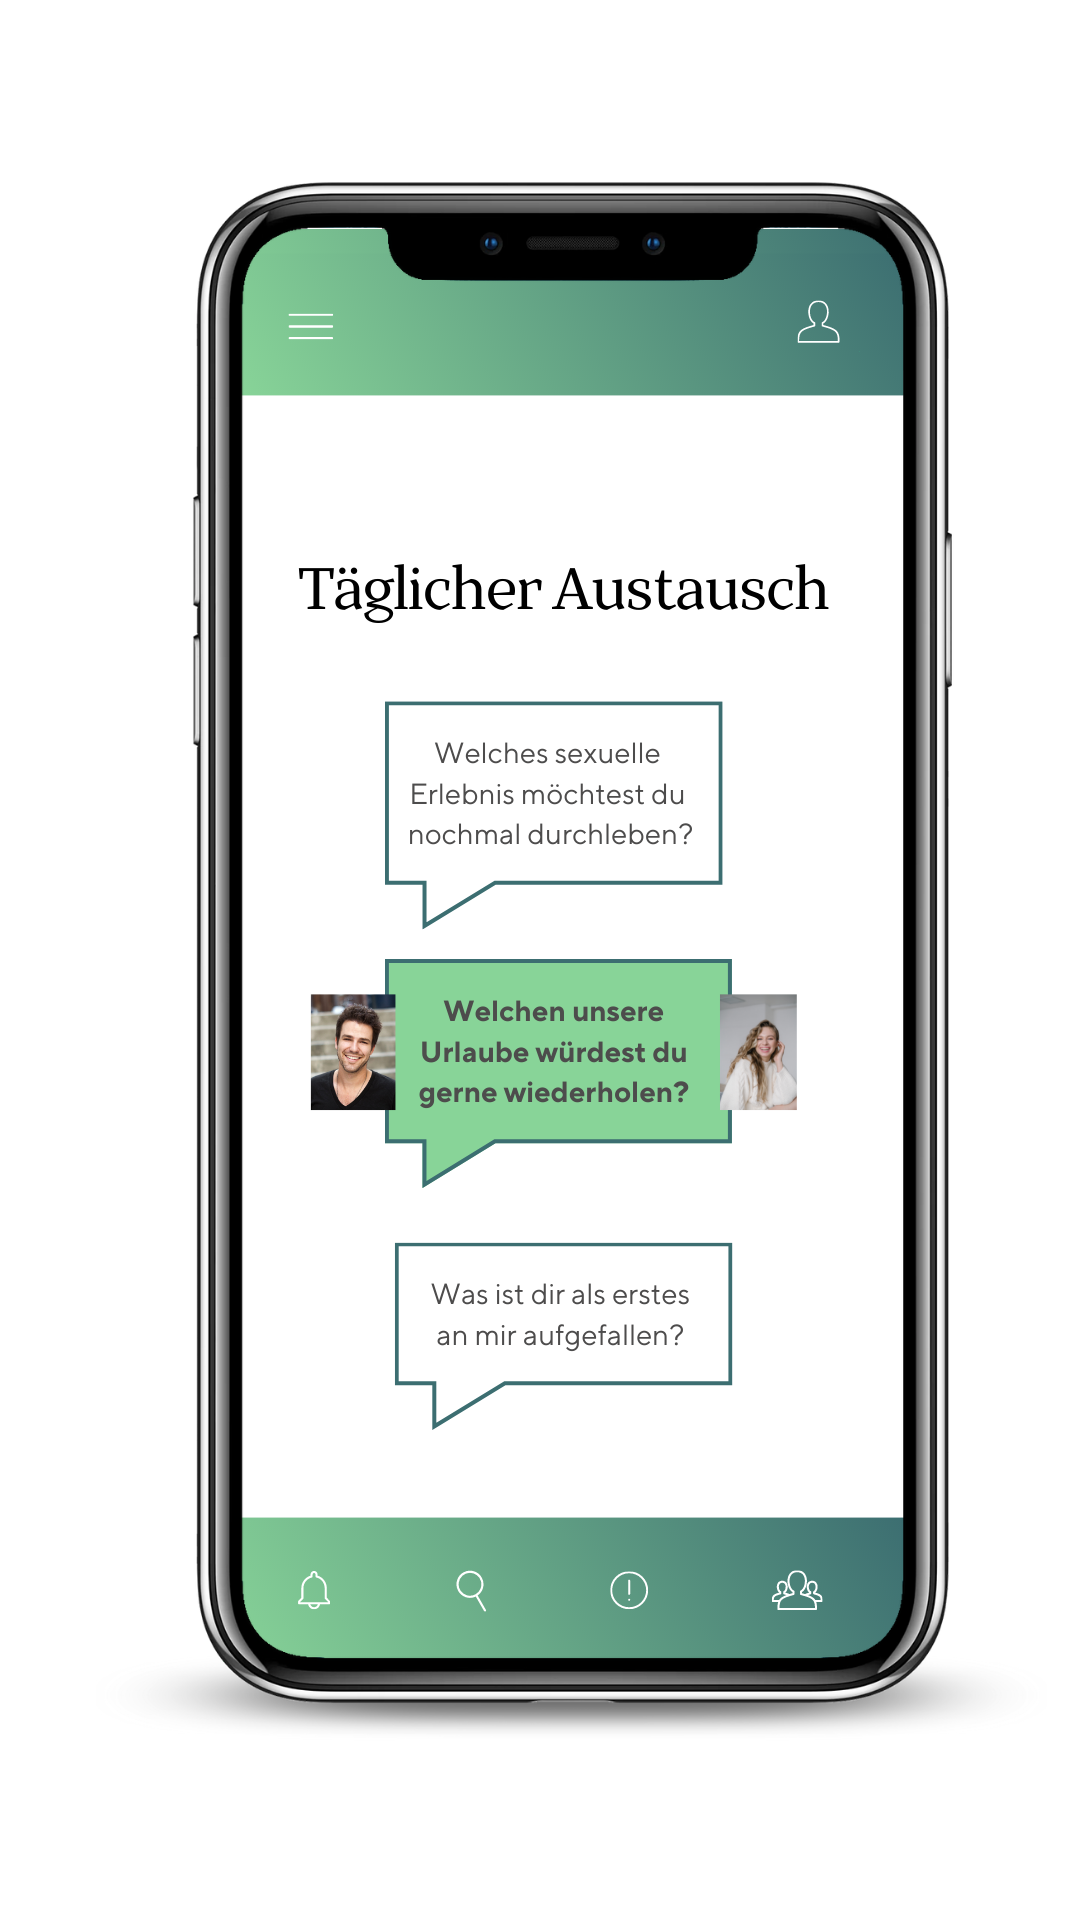 Täglicher Austausch
Welches sexuelle
Erlebnis möchtest du
nochmal durchleben?
Welchen unsere
Urlaube würdest du
gerne wiederholen?
Was ist dir als erstes
an mir aufgefallen?